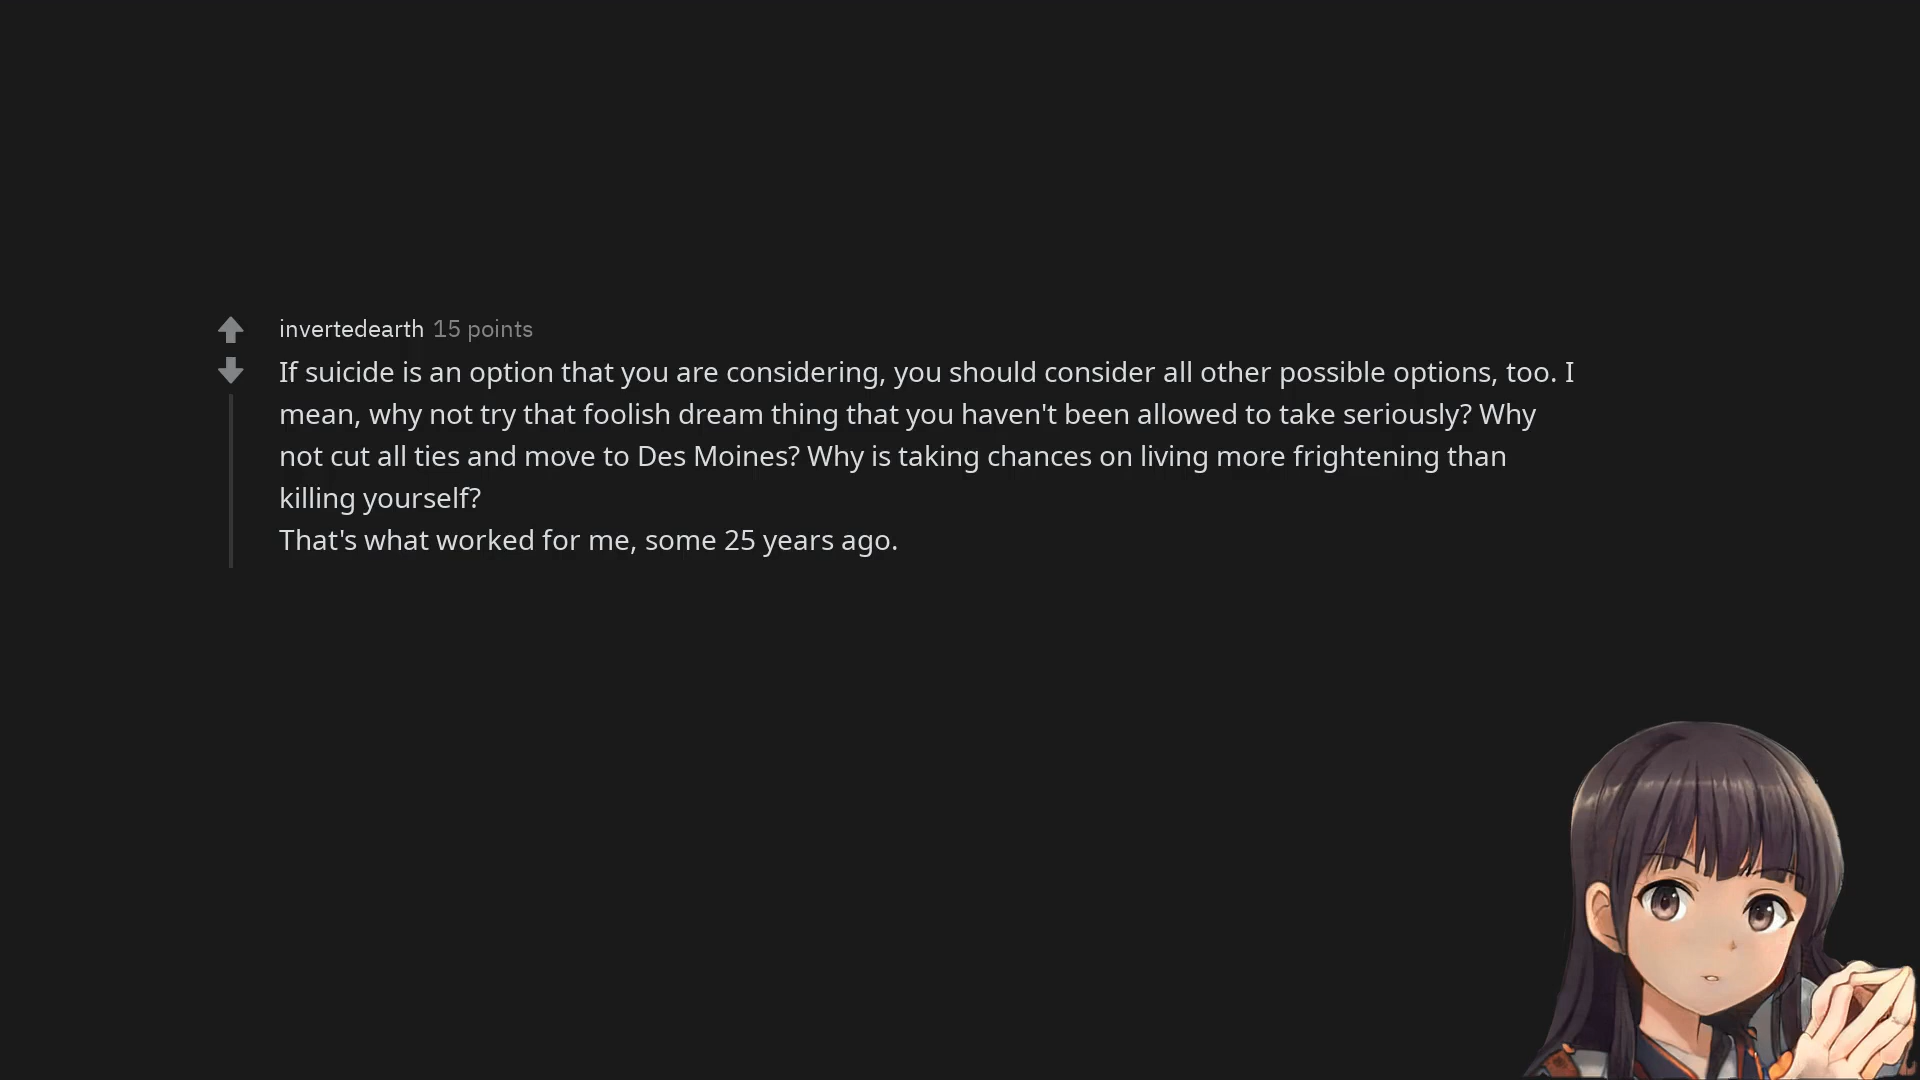 invertedearth 15 points
If suicide is an option that you are considering, you should consider all other possible options, too. I
mean, why not try that foolish dream thing that you haven't been allowed to take seriously? Why
not cut all ties and move to Des Moines? Why is taking chances on living more frightening than
killing yourself?
That's what worked for me, some 25 years ago.